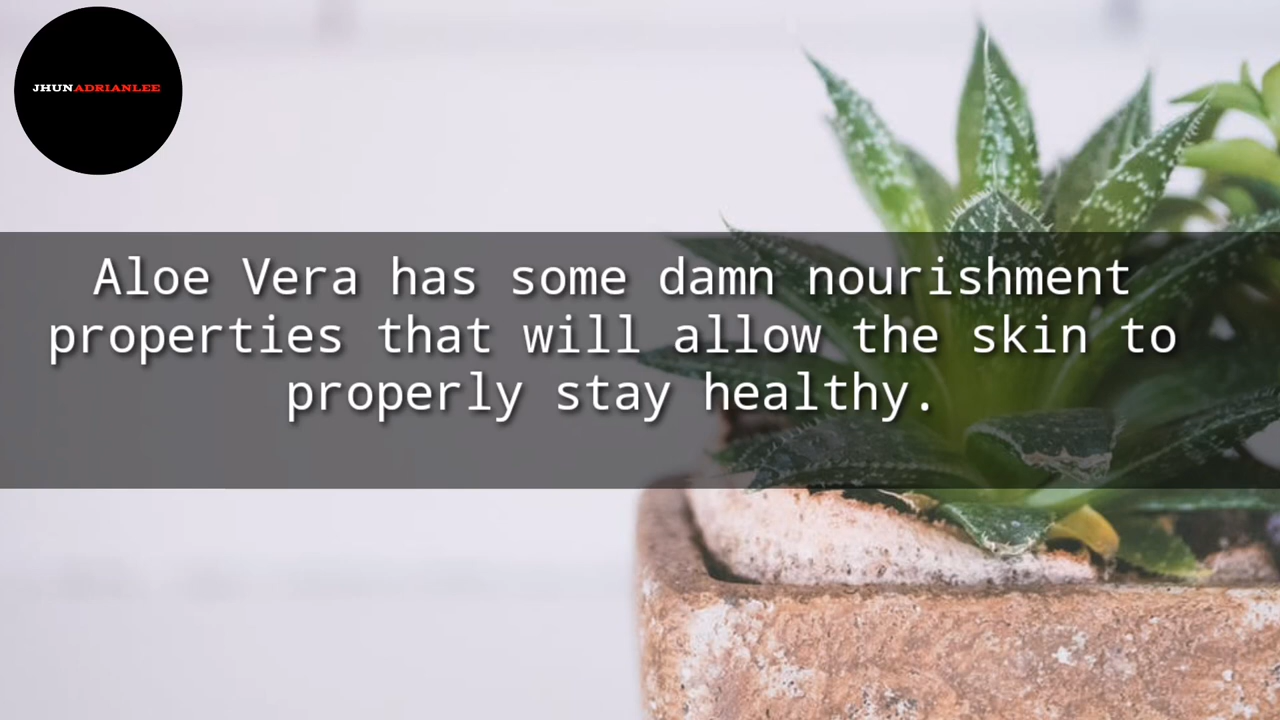 JHUNADRIANLEE
Aloe Vera has some damn nourishment
properties that will allow the skin to
properly stay healthy.